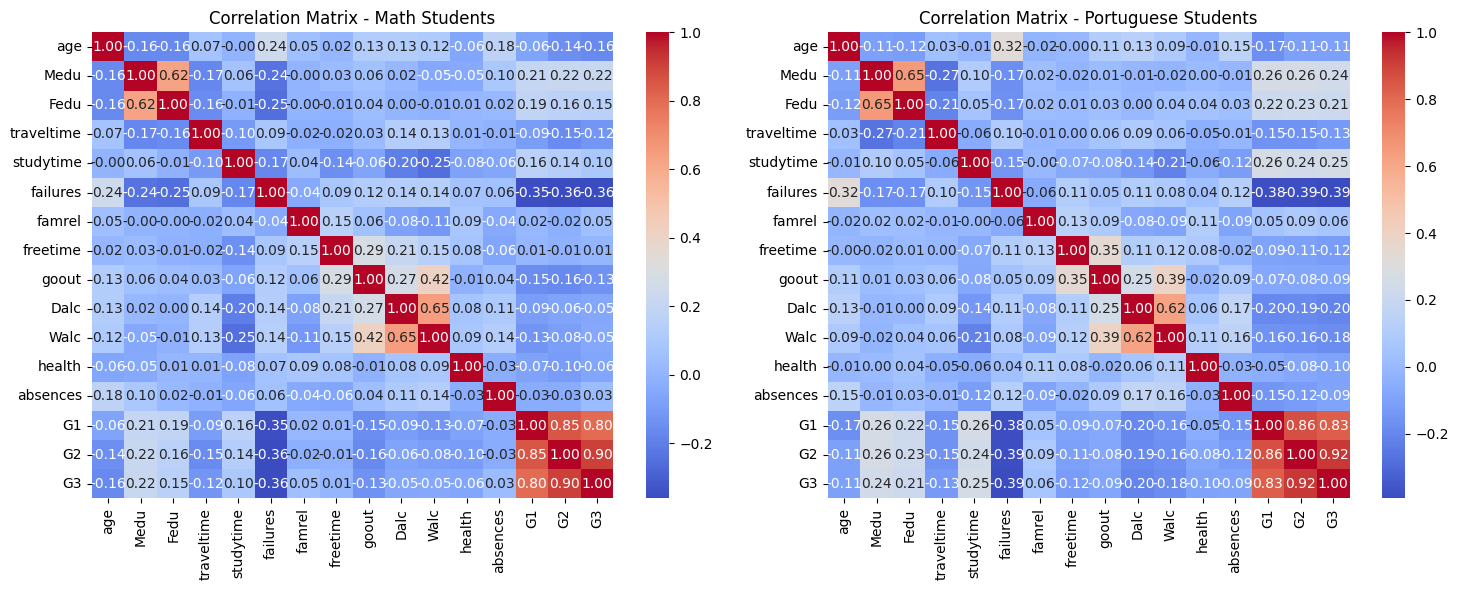 Correlation Matrix - Math Students
age 1.00 -0.16 -0.16 0.07 -0.00 0.24 0.05 0.02 0.13 0.13 0.12 -0.06 0.18 -0.06 -0.14 -0.16
Medu -0.16 1.00 0.62 -0.17 0.06 -0.24 -0.00 0.03 0.06 0.02 -0.05 -0.05 0.10 0.21 0.22 0.22
Fedu -0.16 0.62 1.00 -0.16 -0.01 -0.25 -0.00 -0.01 0.04 0.00 -0.01 0.01 0.02 0.19 0.16 0.15
traveltime 0.07 -0.17 -0.16 1.00 -0.10 0.09 -0.02 -0.02 0.03 0.14 0.13 0.01 -0.01 -0.09 -0.15 -0.12
studytime -0.00 0.06 -0.01 -0.10 1.00 -0.17 0.04 -0.14 -0.06 -0.20 -0.25 -0.08 -0.06 0.16 0.14 0.10
failures 0.24 -0.24 -0.25 0.09 -0.17 1.00 -0.04 0.09 0.12 0.14 0.14 0.07 0.06 -0.35 -0.36 -0.36
famrel 0.05 -0.00 -0.00 -0.02 0.04 -0.04 1.00 0.15 0.06 -0.08 -0.11 0.09 -0.04 0.02 -0.02 0.05
freetime 0.02 0.03 -0.01 -0.02 -0.14 0.09 0.15 1.00 0.29 0.21 0.15 0.08 -0.06 0.01 -0.01 0.01
goout 0.13 0.06 0.04 0.03 -0.06 0.12 0.06 0.29 1.00 0.27 0.42 -0.01 0.04 -0.15 -0.16 -0.13
Dalc 0.13 0.02 0.00 0.14 -0.20 0.14 -0.08 0.21 0.27 1.00 0.65 0.08 0.11 -0.09 -0.06 -0.05
Walc 0.12 -0.05 -0.01 0.13 -0.25 0.14 -0.11 0.15 0.42 0.65 1.00 0.09 0.14 -0.13 -0.08 -0.05
health -0.06 -0.05 0.01 0.01 -0.08 0.07 0.09 0.08 -0.01 0.08 0.09 1.00 -0.03 -0.07 -0.10 -0.06
absences 0.18 0.10 0.02 -0.01 -0.06 0.06 -0.04 -0.06 0.04 0.11 0.14 -0.03 1.00 -0.03 -0.03 0.03
G1 -0.06 0.21 0.19 -0.09 0.16 -0.35 0.02 0.01 -0.15 -0.09 -0.13 -0.07 -0.03 1.00 0.85 0.80
G2 -0.14 0.22 0.16 -0.15 0.14 -0.36 -0.02 -0.01 -0.16 -0.06 -0.08 -0.10 -0.03 0.85 1.00 0.90
G3 -0.16 0.22 0.15 -0.12 0.10 -0.36 0.05 0.01 -0.13 -0.05 -0.05 -0.06 0.03 0.80 0.90 1.00
age Medu Fedu traveltime studytime failures famrel freetime goout Dalc Walc health absences G1 G2 G3
1.0
0.8
0.6
0.4
0.2
0.0
−0.2
Correlation Matrix - Portuguese Students
age 1.00 -0.11 -0.12 0.03 -0.01 0.32 -0.02 -0.00 0.11 0.13 0.09 -0.01 0.15 -0.17 -0.11 -0.11
Medu -0.11 1.00 0.65 -0.27 0.10 -0.17 0.02 -0.02 0.01 -0.01 -0.02 0.00 -0.01 0.26 0.26 0.24
Fedu -0.12 0.65 1.00 -0.21 0.05 -0.17 0.02 0.01 0.03 0.00 0.04 0.04 0.03 0.22 0.23 0.21
traveltime 0.03 -0.27 -0.21 1.00 -0.06 0.10 -0.01 0.00 0.06 0.09 0.06 -0.05 -0.01 -0.15 -0.15 -0.13
studytime -0.01 0.10 0.05 -0.06 1.00 -0.15 -0.00 -0.07 -0.08 -0.14 -0.21 -0.06 -0.12 0.26 0.24 0.25
failures 0.32 -0.17 -0.17 0.10 -0.15 1.00 -0.06 0.11 0.05 0.11 0.08 0.04 0.12 -0.38 -0.39 -0.39
famrel -0.02 0.02 0.02 -0.01 -0.00 -0.06 1.00 0.13 0.09 -0.08 -0.09 0.11 -0.09 0.05 0.09 0.06
freetime -0.00 -0.02 0.01 0.00 -0.07 0.11 0.13 1.00 0.35 0.11 0.12 0.08 -0.02 -0.09 -0.11 -0.12
goout 0.11 0.01 0.03 0.06 -0.08 0.05 0.09 0.35 1.00 0.25 0.39 -0.02 0.09 -0.07 -0.08 -0.09
Dalc 0.13 -0.01 0.00 0.09 -0.14 0.11 -0.08 0.11 0.25 1.00 0.62 0.06 0.17 -0.20 -0.19 -0.20
Walc 0.09 -0.02 0.04 0.06 -0.21 0.08 -0.09 0.12 0.39 0.62 1.00 0.11 0.16 -0.16 -0.16 -0.18
health -0.01 0.00 0.04 -0.05 -0.06 0.04 0.11 0.08 -0.02 0.06 0.11 1.00 -0.03 -0.05 -0.08 -0.10
absences 0.15 -0.01 0.03 -0.01 -0.12 0.12 -0.09 -0.02 0.09 0.17 0.16 -0.03 1.00 -0.15 -0.12 -0.09
G1 -0.17 0.26 0.22 -0.15 0.26 -0.38 0.05 -0.09 -0.07 -0.20 -0.16 -0.05 -0.15 1.00 0.86 0.83
G2 -0.11 0.26 0.23 -0.15 0.24 -0.39 0.09 -0.11 -0.08 -0.19 -0.16 -0.08 -0.12 0.86 1.00 0.92
G3 -0.11 0.24 0.21 -0.13 0.25 -0.39 0.06 -0.12 -0.09 -0.20 -0.18 -0.10 -0.09 0.83 0.92 1.00
age Medu Fedu traveltime studytime failures famrel freetime goout Dalc Walc health absences G1 G2 G3
1.0
0.8
0.6
0.4
0.2
0.0
−0.2